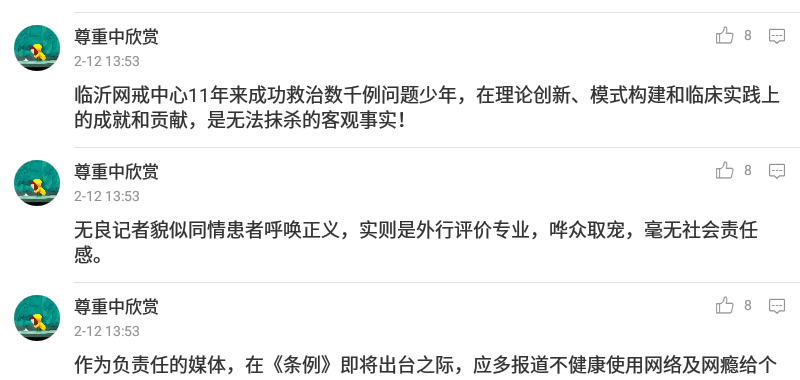 尊重中欣赏
8
2-12 13:53
临沂网戒中心11年来成功救治数千例问题少年，在理论创新、模式构建和临床实践上
的成就和贡献，是无法抹杀的客观事实！
尊重中欣赏
8
2-12 13:53
无良记者貌似同情患者呼唤正义，实则是外行评价专业，哗众取宠，毫无社会责任
感。
尊重中欣赏
8
2-12 13:53
作为负责任的媒体，在《条例》即将出台之际，应多报道不健康使用网络及网瘾给个